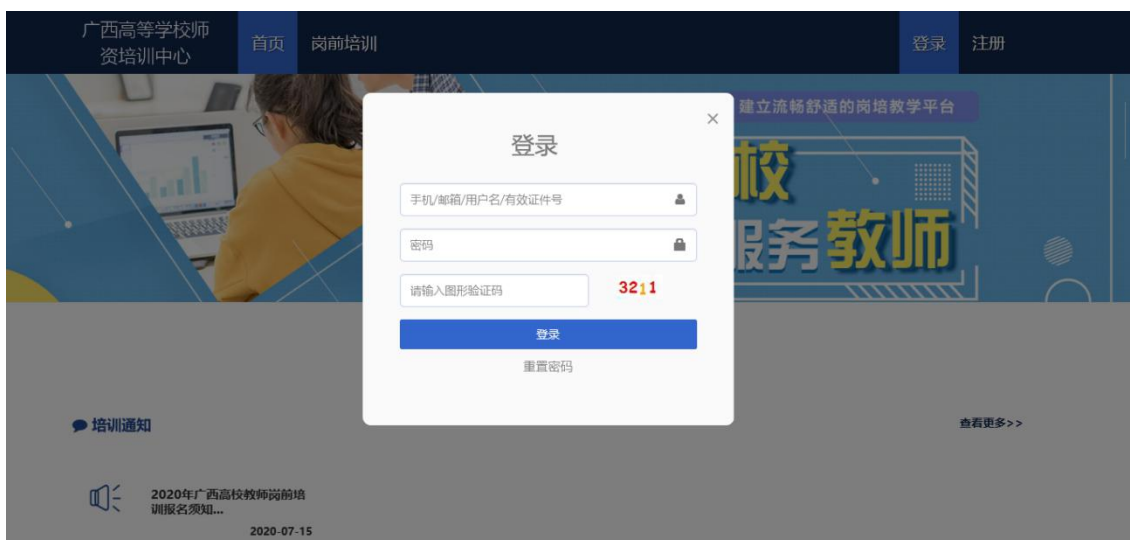 广西高等学校师
资培训中心
首页
岗前培训
登录
注册
建立流畅舒适的岗培教学平台
校
服务教师
×
登录
手机/邮箱/用户名/有效证件号
密码
请输入图形验证码
3211
登录
重置密码
培训通知
查看更多>>
2020年广西高校教师岗前培
训报名须知...
2020-07-15